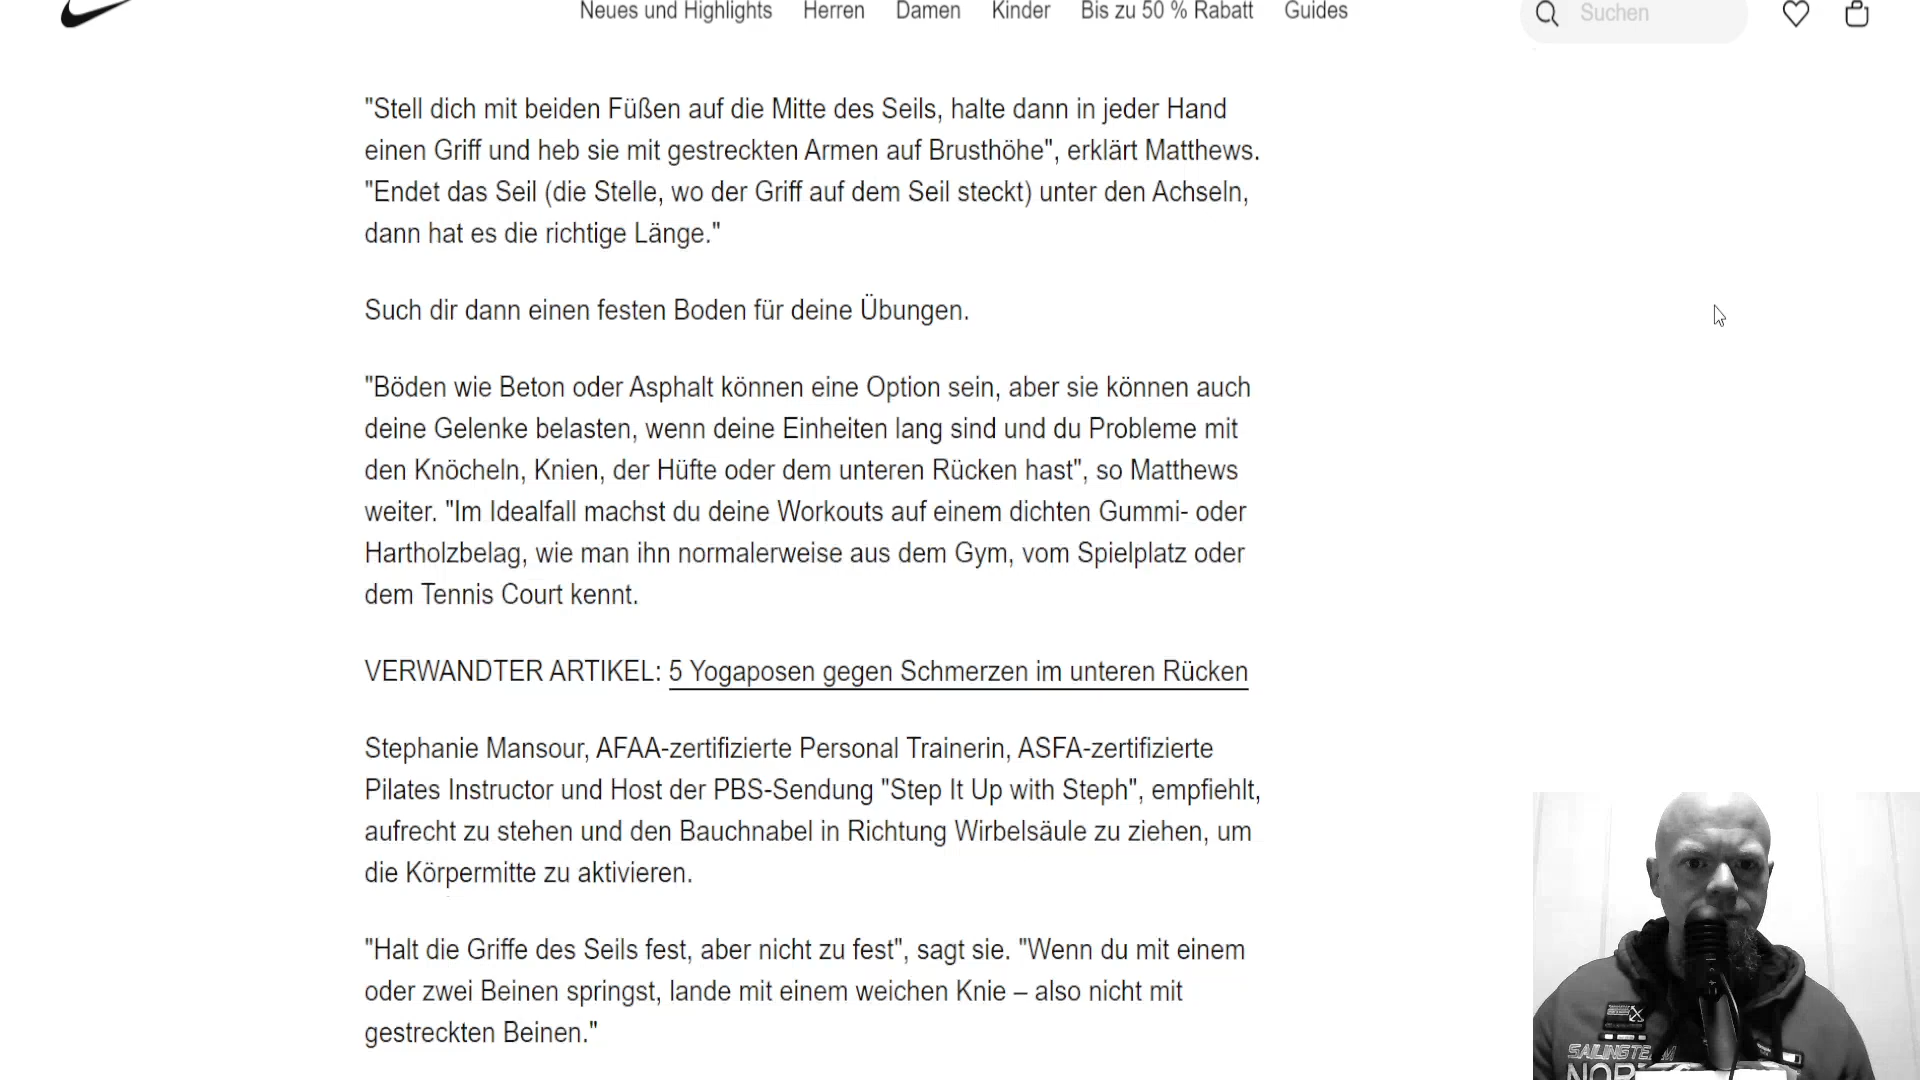 Neues und Highlights Herren Damen Kinder Bis zu 50 % Rabatt Guides Suchen
"Stell dich mit beiden Füßen auf die Mitte des Seils, halte dann in jeder Hand
einen Griff und heb sie mit gestreckten Armen auf Brusthöhe", erklärt Matthews.
"Endet das Seil (die Stelle, wo der Griff auf dem Seil steckt) unter den Achseln,
dann hat es die richtige Länge."
Such dir dann einen festen Boden für deine Übungen.
"Böden wie Beton oder Asphalt können eine Option sein, aber sie können auch
deine Gelenke belasten, wenn deine Einheiten lang sind und du Probleme mit
den Knöcheln, Knien, der Hüfte oder dem unteren Rücken hast", so Matthews
weiter. "Im Idealfall machst du deine Workouts auf einem dichten Gummi- oder
Hartholzbelag, wie man ihn normalerweise aus dem Gym, vom Spielplatz oder
dem Tennis Court kennt.
VERWANDTER ARTIKEL: 5 Yogaposen gegen Schmerzen im unteren Rücken
Stephanie Mansour, AFAA-zertifizierte Personal Trainerin, ASFA-zertifizierte
Pilates Instructor und Host der PBS-Sendung "Step It Up with Steph", empfiehlt,
aufrecht zu stehen und den Bauchnabel in Richtung Wirbelsäule zu ziehen, um
die Körpermitte zu aktivieren.
"Halt die Griffe des Seils fest, aber nicht zu fest", sagt sie. "Wenn du mit einem
oder zwei Beinen springst, lande mit einem weichen Knie – also nicht mit
gestreckten Beinen."